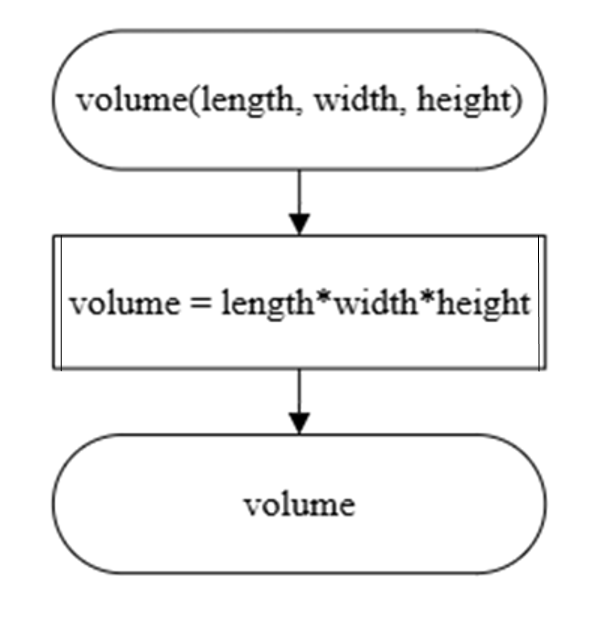 volume(length, width, height)
volume = length*width*height
volume